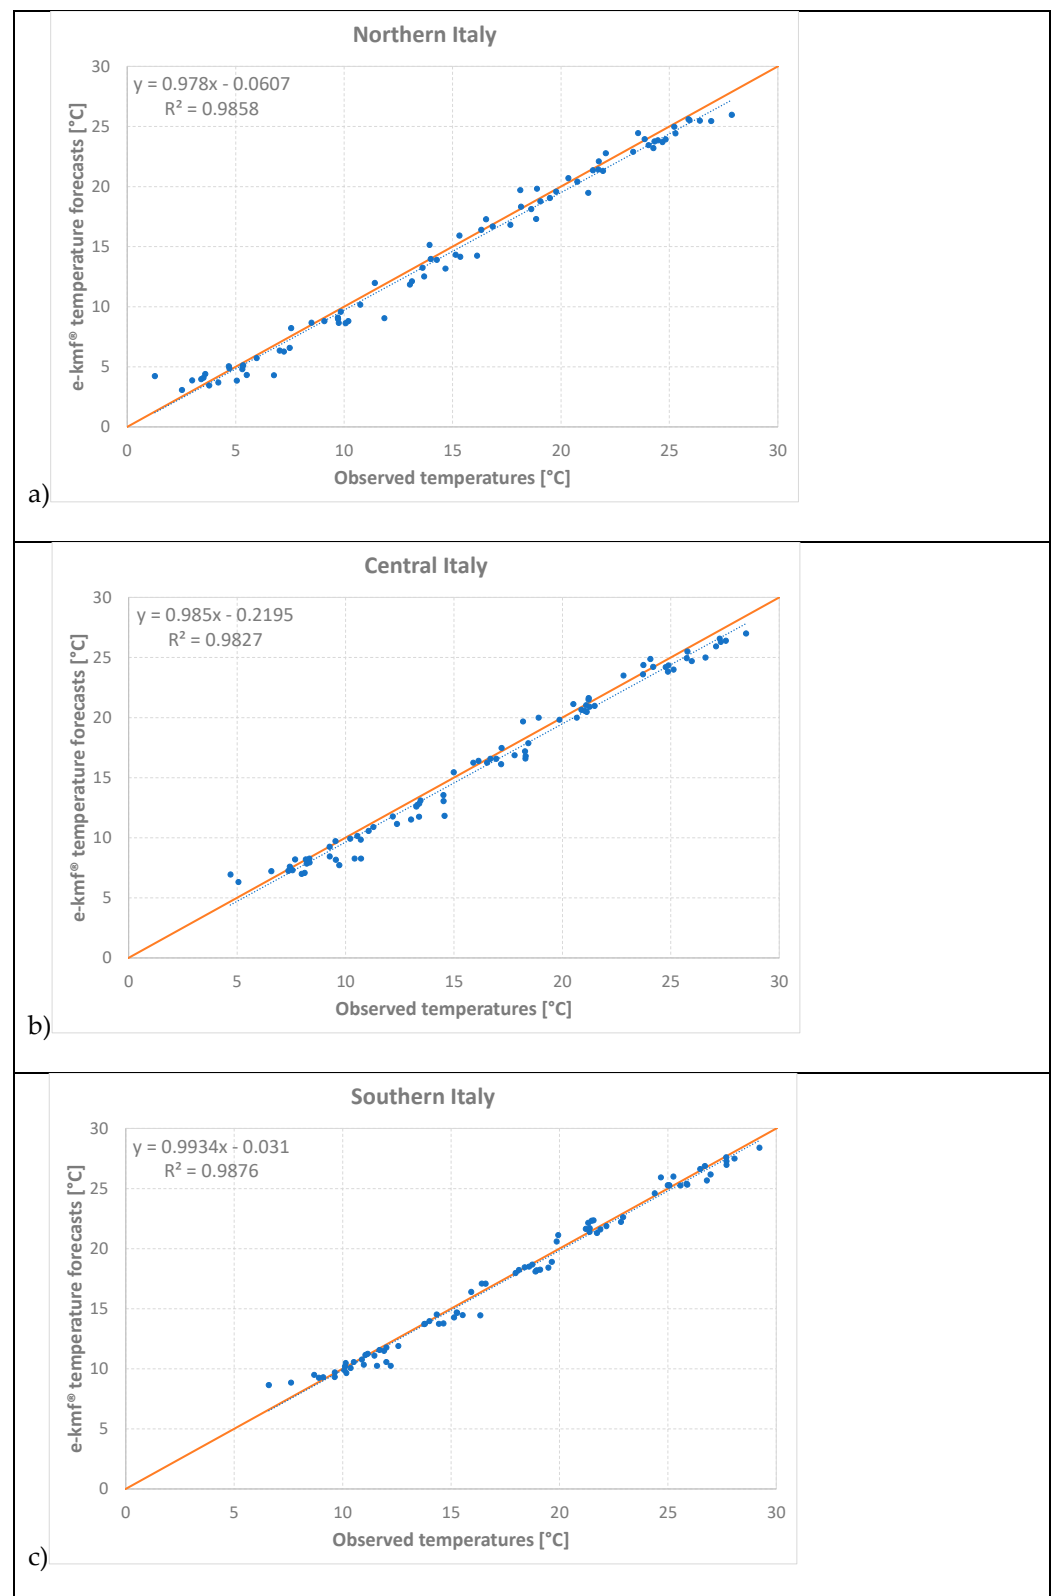 Northern Italy
y = 0.978x - 0.0607
R² = 0.9858
e-kmf® temperature forecasts [°C]
30
25
20
15
10
5
0
0 5 10 15 20 25 30
Observed temperatures [°C]
a)
Central Italy
y = 0.985x - 0.2195
R² = 0.9827
e-kmf® temperature forecasts [°C]
30
25
20
15
10
5
0
0 5 10 15 20 25 30
Observed temperatures [°C]
b)
Southern Italy
y = 0.9934x - 0.031
R² = 0.9876
e-kmf® temperature forecasts [°C]
30
25
20
15
10
5
0
0 5 10 15 20 25 30
Observed temperatures [°C]
c)